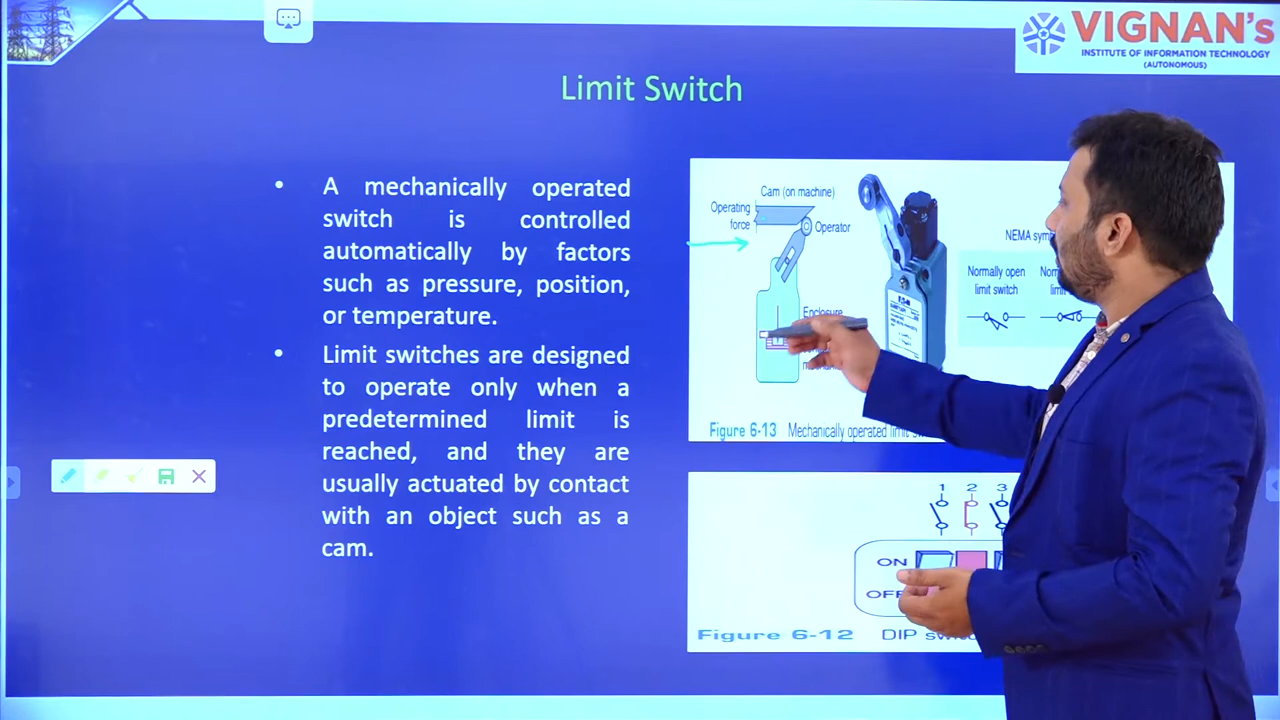 VIGNAN's
INSTITUTE OF INFORMATION TECHNOLOGY
(AUTONOMOUS)
Limit Switch
• A mechanically operated
switch is controlled
automatically by factors
such as pressure, position,
or temperature.
• Limit switches are designed
to operate only when a
predetermined limit is
reached, and they are
usually actuated by contact
with an object such as a
cam.
Cam (on machine)
Operating
force
Operator
Enclosure
NEMA
Normally open
limit switch
Figure 6-13 Mechanically operated limit
1 2 3
ON
Figure 6-12 DIP